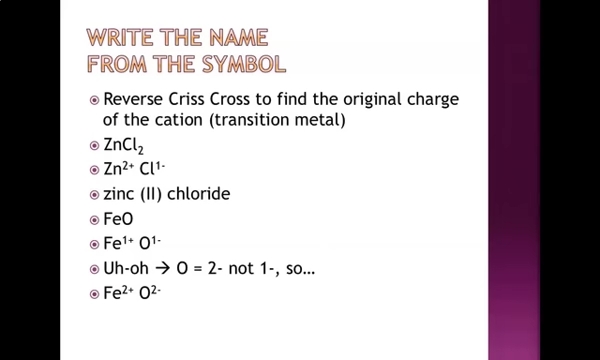 WRITE THE NAME
FROM THE SYMBOL
Reverse Criss Cross to find the original charge
of the cation (transition metal)
ZnCl₂
Zn²⁺ Cl¹⁻
zinc (II) chloride
FeO
Fe¹⁺ O¹⁻
Uh-oh → O = 2- not 1-, so…
Fe²⁺ O²⁻